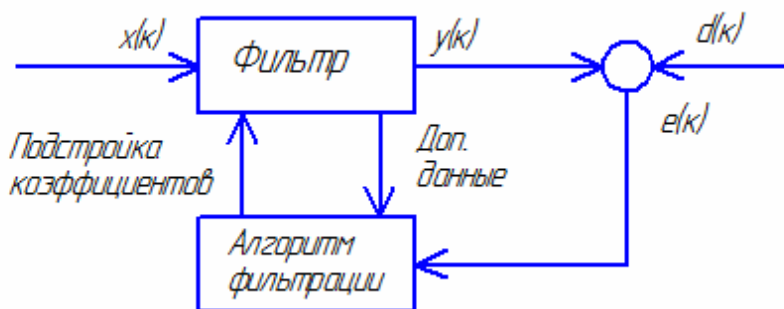 x(к)
Фильтр
y(к)
d(к)
e(к)
Подстройка
коэффициентов
Доп.
данные
Алгоритм
фильтрации